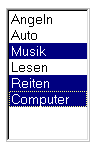 Angeln
Auto
Musik
Lesen
Reiten
Computer